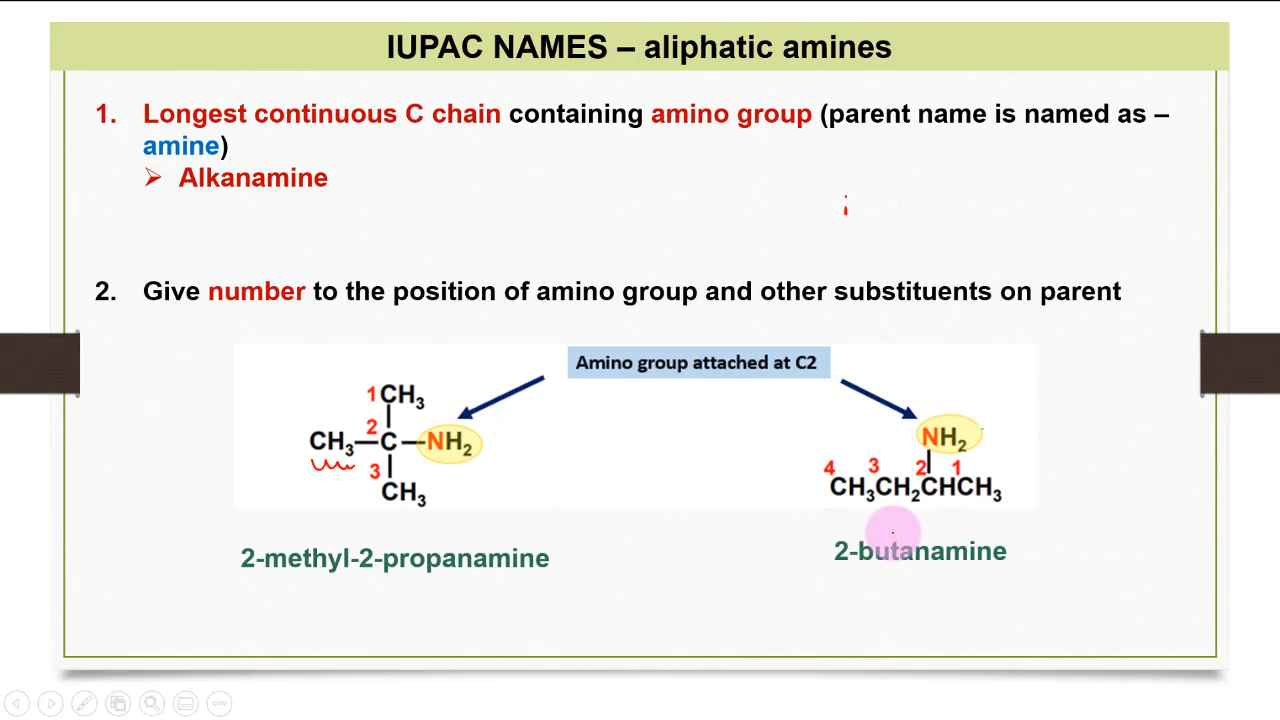 IUPAC NAMES – aliphatic amines
1. Longest continuous C chain containing amino group (parent name is named as –
amine)
➢ Alkanamine
2. Give number to the position of amino group and other substituents on parent
Amino group attached at C2
1 CH3
2
CH3–C–NH2
3
CH3
NH2
4 3 2 1
CH3CH2CHCH3
2-methyl-2-propanamine
2-butanamine